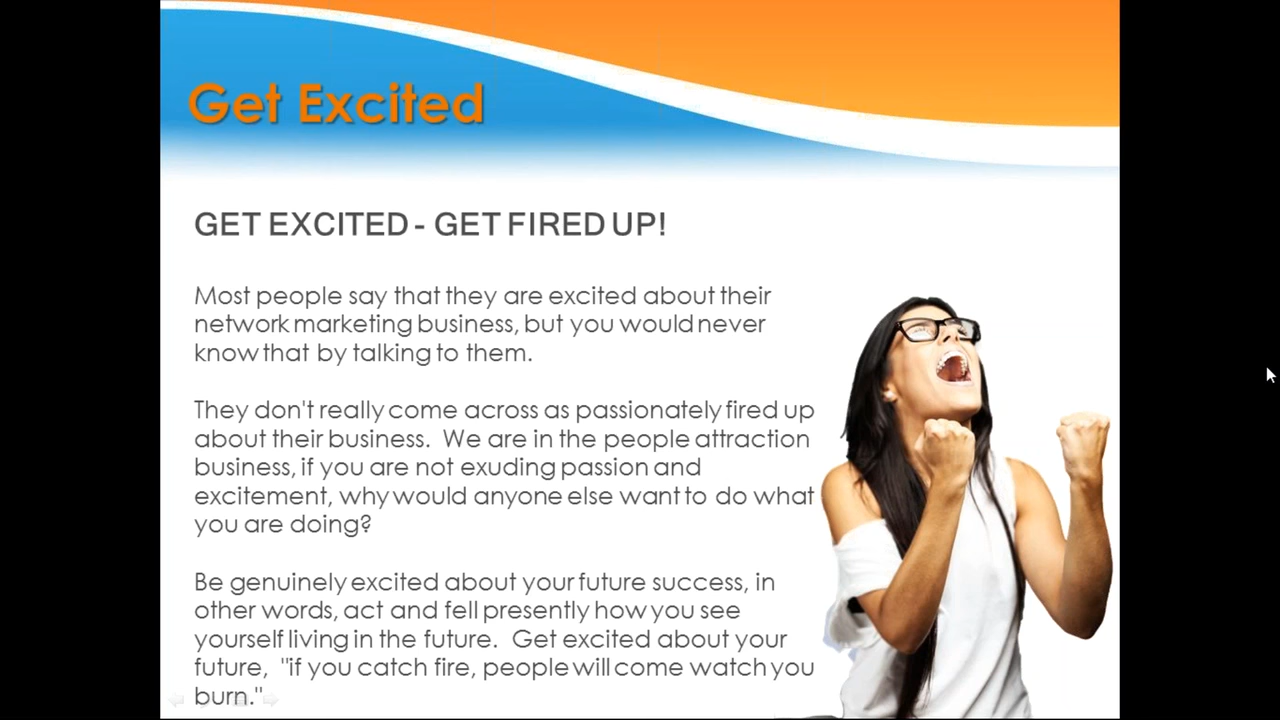 Get Excited
GET EXCITED - GET FIRED UP!
Most people say that they are excited about their
network marketing business, but you would never
know that by talking to them.
They don't really come across as passionately fired up
about their business.  We are in the people attraction
business, if you are not exuding passion and
excitement, why would anyone else want to do what
you are doing?
Be genuinely excited about your future success, in
other words, act and fell presently how you see
yourself living in the future.  Get excited about your
future,  "if you catch fire, people will come watch you
burn."